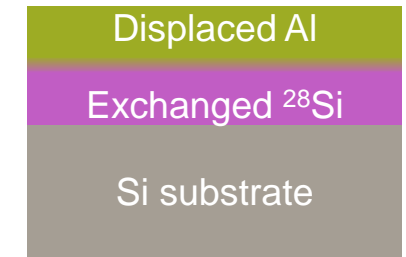 Displaced Al
Exchanged ²⁸Si
Si substrate